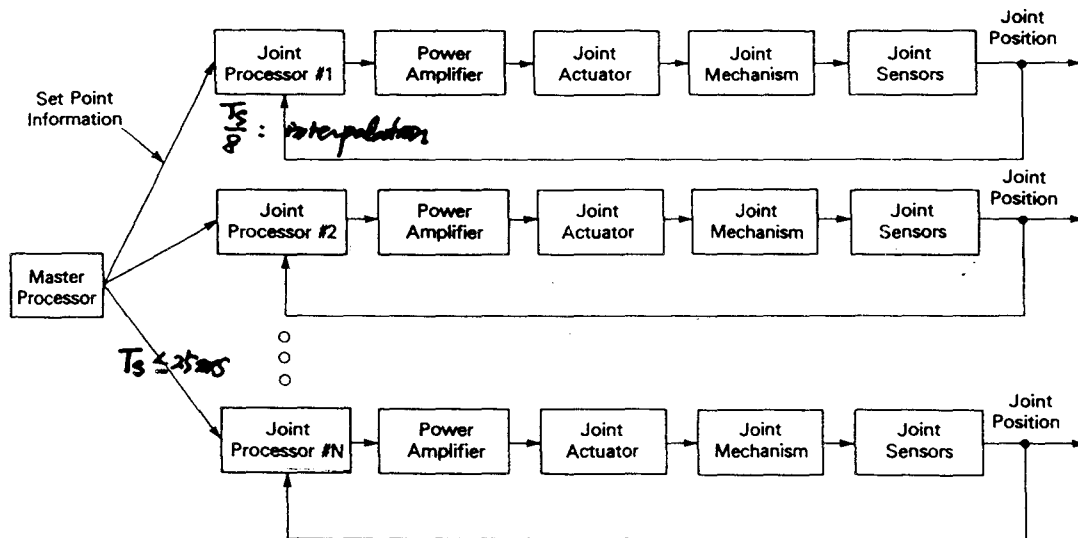 Joint
Position
Joint
Processor #1
Power
Amplifier
Joint
Actuator
Joint
Mechanism
Joint
Sensors
Set Point
Information
Ts
8
: interpolation
Joint
Position
Joint
Processor #2
Power
Amplifier
Joint
Actuator
Joint
Mechanism
Joint
Sensors
Master
Processor
Ts ≤ 25ms
Joint
Position
Joint
Processor #N
Power
Amplifier
Joint
Actuator
Joint
Mechanism
Joint
Sensors